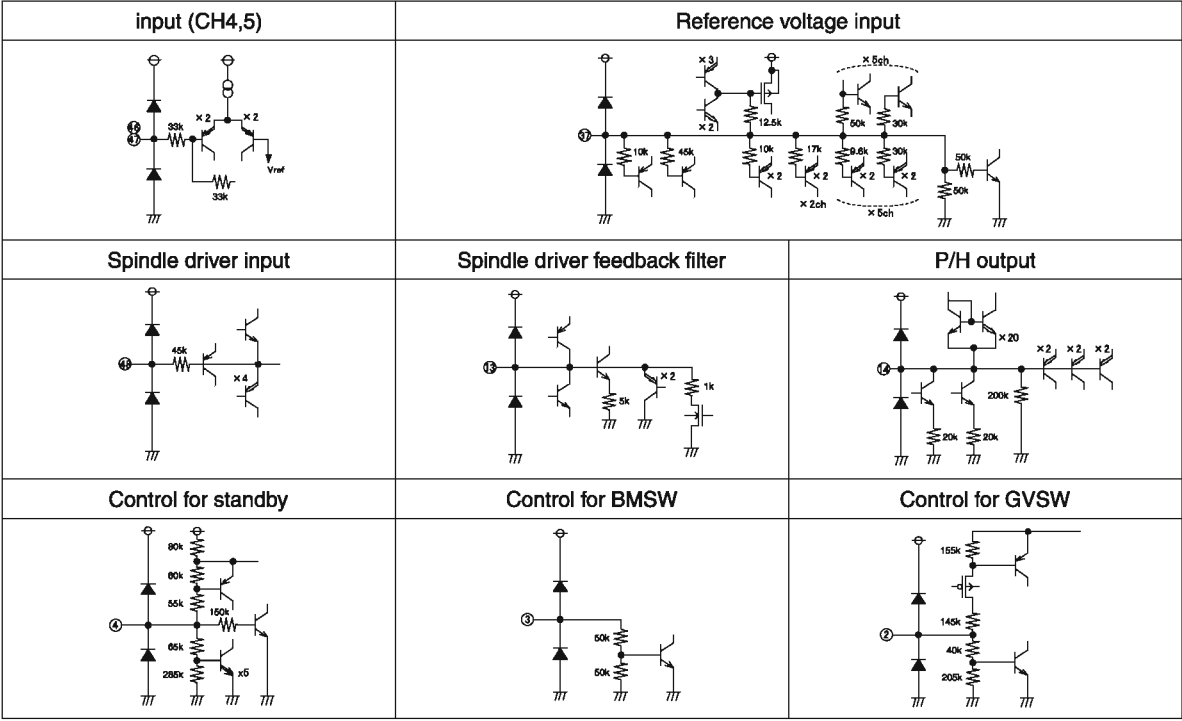 input (CH4,5)
46
47
33k
× 2
× 2
Vref
33k
Reference voltage input
37
× 3
× 2
12.5k
× 5ch
50k
30k
10k
45k
10k
× 2
17k
× 2
× 2ch
9.6k
× 2
30k
× 2
× 5ch
50k
50k
Spindle driver input
48
45k
× 4
Spindle driver feedback filter
13
5k
× 2
1k
P/H output
14
× 20
× 2
× 2
× 2
200k
20k
20k
Control for standby
4
80k
60k
55k
150k
65k
285k
x5
Control for BMSW
3
50k
50k
Control for GVSW
2
155k
145k
40k
205k